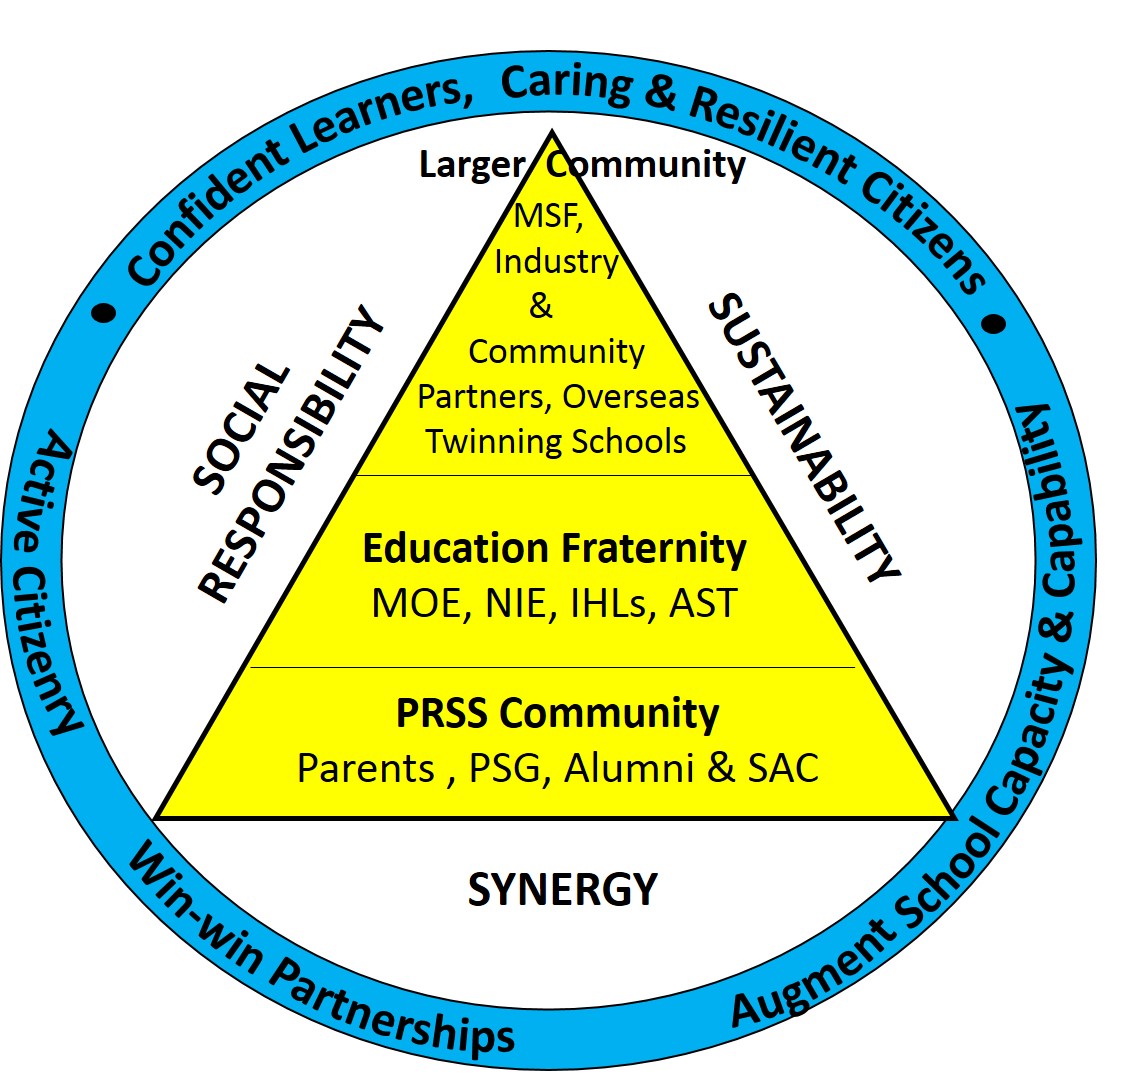 Confident Learners, Caring & Resilient Citizens
Larger Community
MSF,
Industry
&
Community
Partners, Overseas
Twinning Schools
SOCIAL
RESPONSIBILITY
SUSTAINABILITY
Education Fraternity
MOE, NIE, IHLs, AST
PRSS Community
Parents , PSG, Alumni & SAC
SYNERGY
Active Citizenry
Win-win Partnerships
Augment School Capacity & Capability